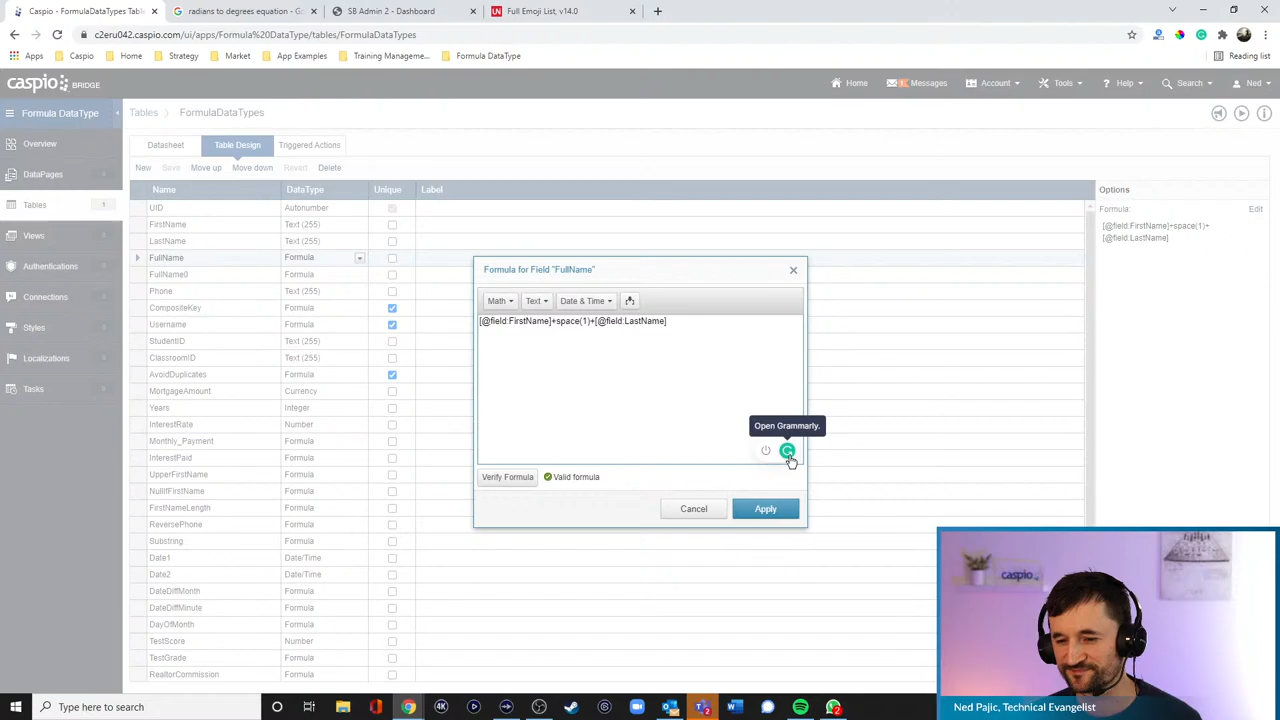 Caspio - FormulaDataTypes Tabl
radians to degrees equation - Go
SB Admin 2 - Dashboard
Full Emoji List, v14.0
c2eru042.caspio.com/ui/apps/Formula%20DataType/tables/FormulaDataTypes
Apps
Caspio
Home
Strategy
Market
App Examples
Training Manageme...
Formula DataType
Reading list
caspio BRIDGE
Home
Messages
Account
Tools
Help
Search
Ned
Formula DataType
Tables
FormulaDataTypes
Overview
DataPages
Tables
1
Views
Authentications
Connections
Styles
Localizations
Tasks
Datasheet
Table Design
Triggered Actions
New
Save
Move up
Move down
Revert
Delete
Name
DataType
Unique
Label
UID Autonumber
FirstName Text (255)
LastName Text (255)
FullName Formula
FullName0 Formula
Phone Text (255)
CompositeKey Formula
Username Formula
StudentID Text (255)
ClassroomID Text (255)
AvoidDuplicates Formula
MortgageAmount Currency
Years Integer
InterestRate Number
Monthly_Payment Formula
InterestPaid Formula
UpperFirstName Formula
NullIfFirstName Formula
FirstNameLength Formula
ReversePhone Formula
Substring Formula
Date1 Date/Time
Date2 Date/Time
DateDiffMonth Formula
DateDiffMinute Formula
DayOfMonth Formula
TestScore Number
TestGrade Formula
RealtorCommission Formula
Options
Formula:
Edit
[@field:FirstName]+space(1)+
[@field:LastName]
Formula for Field "FullName"
Math
Text
Date & Time
[@field:FirstName]+space(1)+[@field:LastName]
Open Grammarly.
Verify Formula
Valid formula
Cancel
Apply
caspio
Ned Pajic, Technical Evangelist
Type here to search
4K